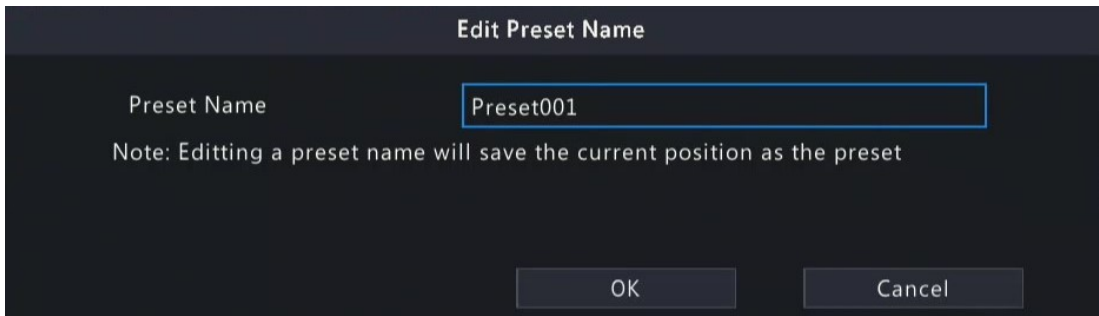 Edit Preset Name
Preset Name Preset001
Note: Editting a preset name will save the current position as the preset
OK Cancel